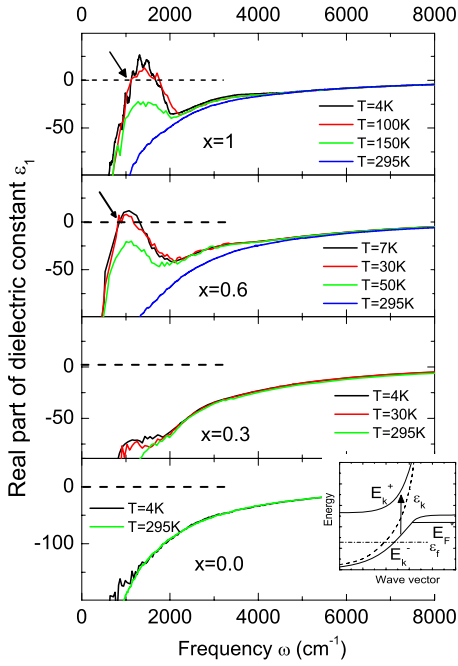 0 2000 4000 6000 8000
Real part of dielectric constant ε₁
0
-50
T=4K
T=100K
T=150K
T=295K
x=1
0
-50
T=7K
T=30K
T=50K
T=295K
x=0.6
0
-50
T=4K
T=30K
T=295K
x=0.3
0
-100
T=4K
T=295K
x=0.0
Energy
E_k^+
ε_k
E_F
ε_f
E_k^-
Wave vector
0 2000 4000 6000 8000
Frequency ω (cm⁻¹)